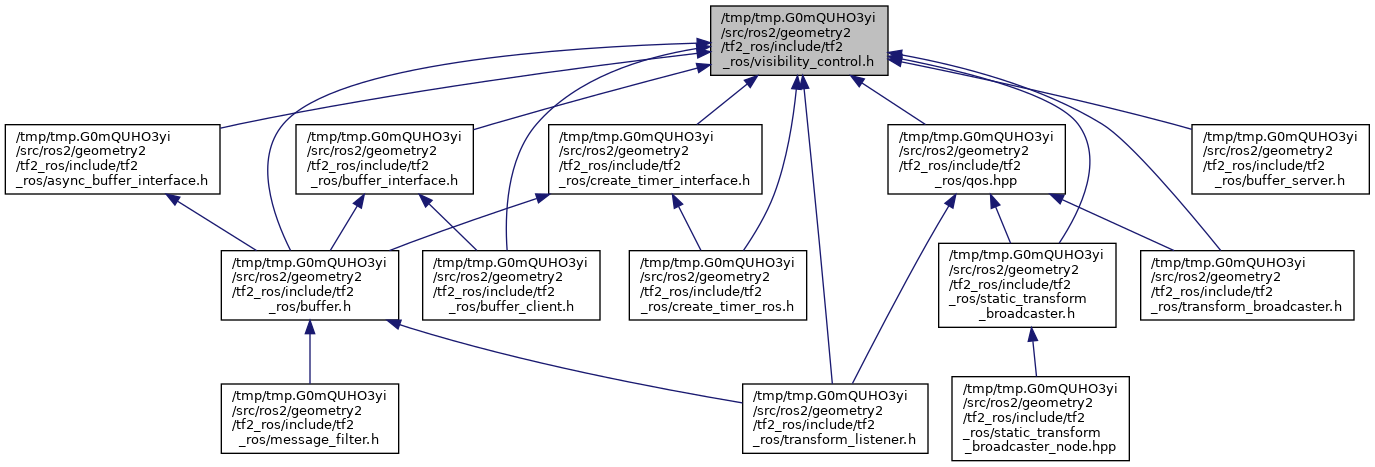 /tmp/tmp.G0mQUHO3yi
/src/ros2/geometry2
/tf2_ros/include/tf2
_ros/visibility_control.h
/tmp/tmp.G0mQUHO3yi
/src/ros2/geometry2
/tf2_ros/include/tf2
_ros/async_buffer_interface.h
/tmp/tmp.G0mQUHO3yi
/src/ros2/geometry2
/tf2_ros/include/tf2
_ros/buffer_interface.h
/tmp/tmp.G0mQUHO3yi
/src/ros2/geometry2
/tf2_ros/include/tf2
_ros/create_timer_interface.h
/tmp/tmp.G0mQUHO3yi
/src/ros2/geometry2
/tf2_ros/include/tf2
_ros/qos.hpp
/tmp/tmp.G0mQUHO3yi
/src/ros2/geometry2
/tf2_ros/include/tf2
_ros/buffer_server.h
/tmp/tmp.G0mQUHO3yi
/src/ros2/geometry2
/tf2_ros/include/tf2
_ros/buffer.h
/tmp/tmp.G0mQUHO3yi
/src/ros2/geometry2
/tf2_ros/include/tf2
_ros/buffer_client.h
/tmp/tmp.G0mQUHO3yi
/src/ros2/geometry2
/tf2_ros/include/tf2
_ros/create_timer_ros.h
/tmp/tmp.G0mQUHO3yi
/src/ros2/geometry2
/tf2_ros/include/tf2
_ros/static_transform
_broadcaster.h
/tmp/tmp.G0mQUHO3yi
/src/ros2/geometry2
/tf2_ros/include/tf2
_ros/transform_broadcaster.h
/tmp/tmp.G0mQUHO3yi
/src/ros2/geometry2
/tf2_ros/include/tf2
_ros/message_filter.h
/tmp/tmp.G0mQUHO3yi
/src/ros2/geometry2
/tf2_ros/include/tf2
_ros/transform_listener.h
/tmp/tmp.G0mQUHO3yi
/src/ros2/geometry2
/tf2_ros/include/tf2
_ros/static_transform
_broadcaster_node.hpp